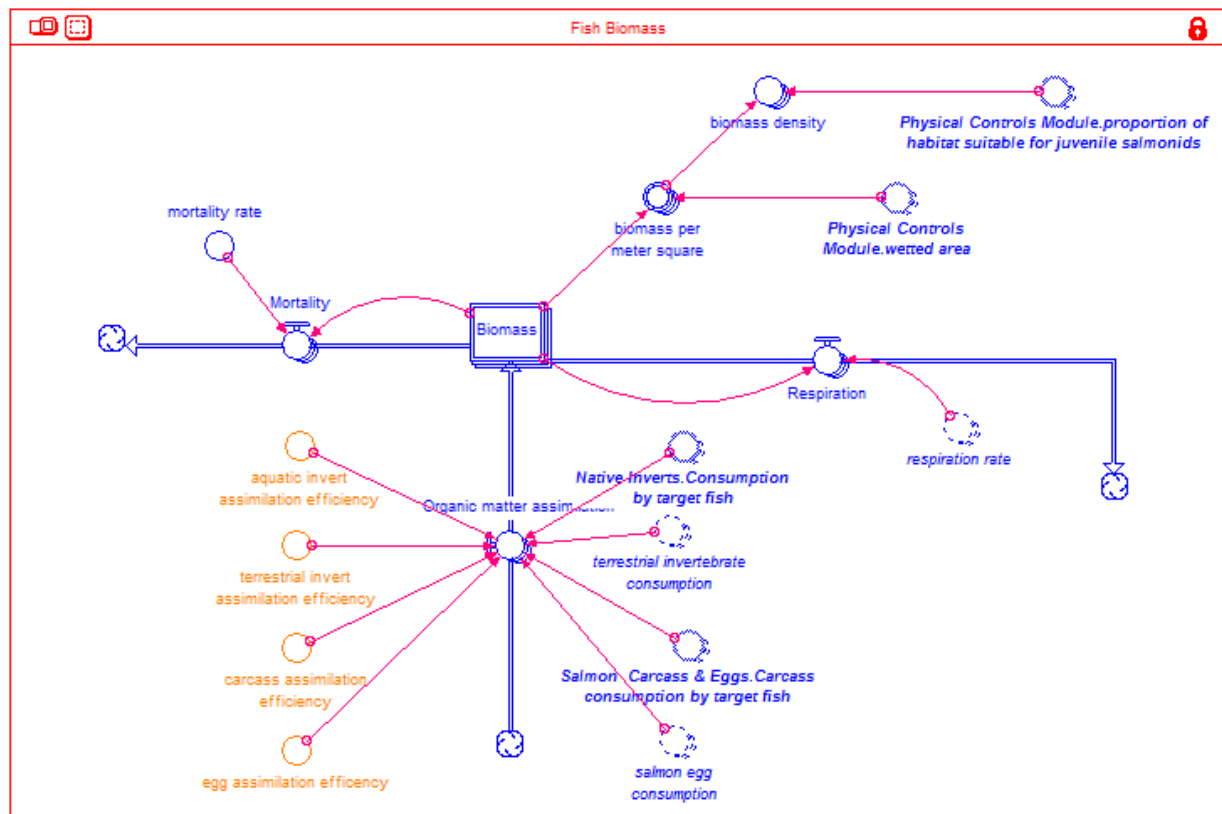 Fish Biomass
biomass density
Physical Controls Module.proportion of
habitat suitable for juvenile salmonids
mortality rate
biomass per
meter square
Physical Controls
Module.wetted area
Mortality
Biomass
Respiration
respiration rate
aquatic invert
assimilation efficiency
Native Inverts.Consumption
by target fish
Organic matter assimilation
terrestrial invert
assimilation efficiency
terrestrial invertebrate
consumption
carcass assimilation
efficiency
Salmon Carcass & Eggs.Carcass
consumption by target fish
egg assimilation efficency
salmon egg
consumption